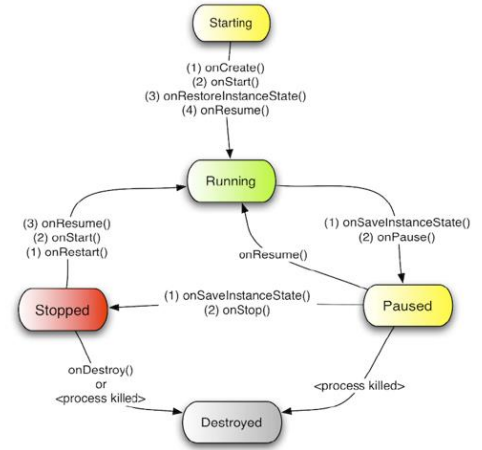 Starting
(1) onCreate()
(2) onStart()
(3) onRestoreInstanceState()
(4) onResume()
Running
(3) onResume()
(2) onStart()
(1) onRestart()
(1) onSaveInstanceState()
(2) onPause()
onResume()
(1) onSaveInstanceState()
(2) onStop()
Stopped
Paused
onDestroy()
or
<process killed>
<process killed>
Destroyed